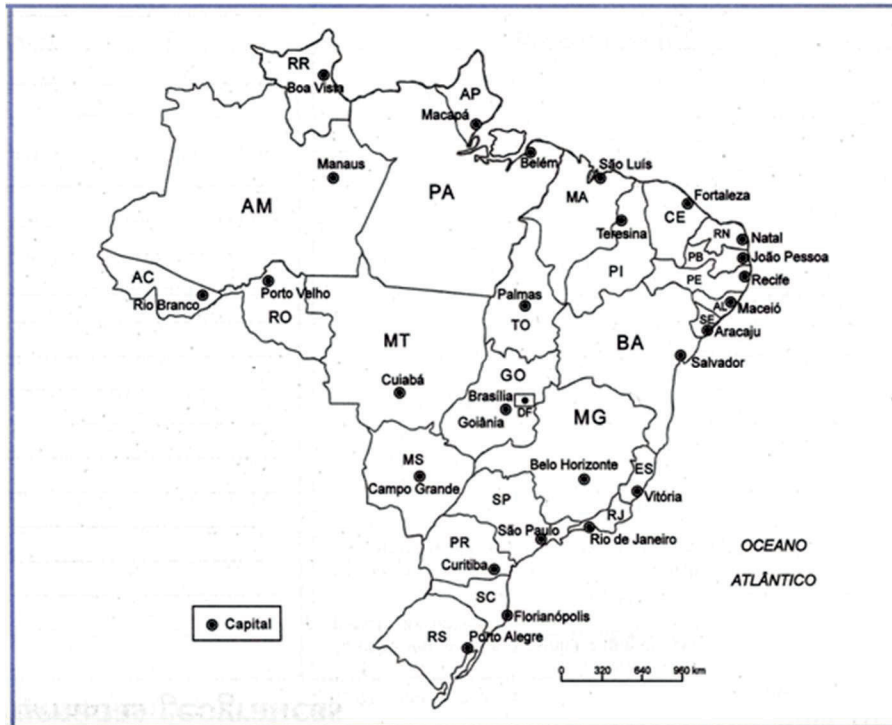 RR
Boa Vista
AP
Macapá
Manaus
Belém
São Luís
AM
PA
MA
Fortaleza
CE
Teresina
RN
Natal
PB
João Pessoa
PI
PE
Recife
AC
Rio Branco
Porto Velho
RO
Palmas
TO
AL
Maceió
SE
Aracaju
MT
BA
Salvador
Cuiabá
GO
Brasília
DF
Goiânia
MG
MS
Campo Grande
Belo Horizonte
ES
Vitória
SP
RJ
São Paulo
Rio de Janeiro
PR
Curitiba
OCEANO
ATLÂNTICO
SC
Florianópolis
Capital
RS
Porto Alegre
0 320 640 960 km